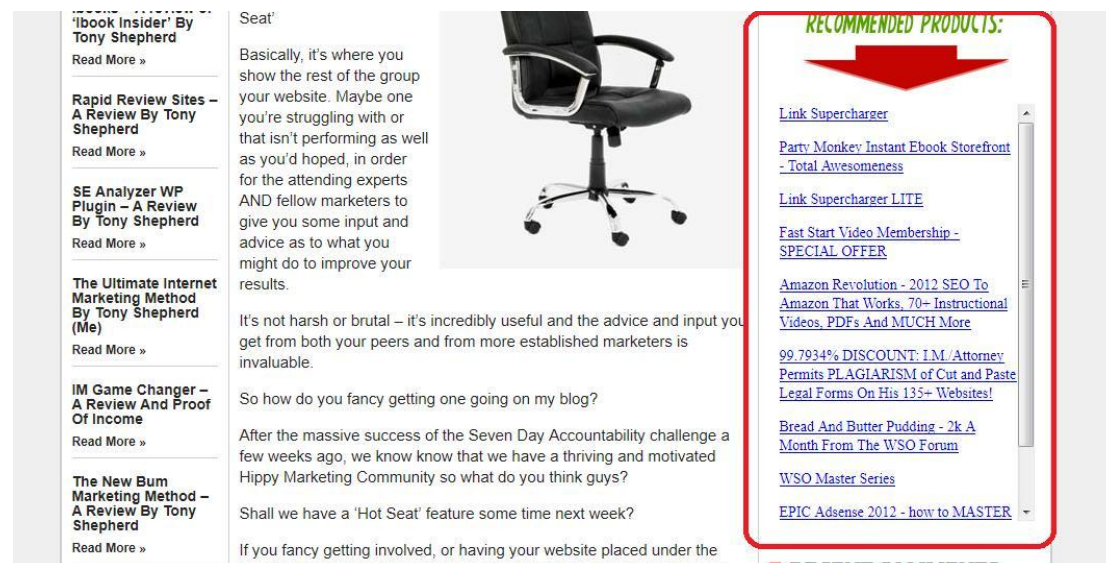 'Ibook Insider' By
Tony Shepherd
Read More »
Rapid Review Sites –
A Review By Tony
Shepherd
Read More »
SE Analyzer WP
Plugin – A Review
By Tony Shepherd
Read More »
The Ultimate Internet
Marketing Method
By Tony Shepherd
(Me)
Read More »
IM Game Changer –
A Review And Proof
Of Income
Read More »
The New Bum
Marketing Method –
A Review By Tony
Shepherd
Read More »
Seat'
Basically, it's where you
show the rest of the group
your website. Maybe one
you're struggling with or
that isn't performing as well
as you'd hoped, in order
for the attending experts
AND fellow marketers to
give you some input and
advice as to what you
might do to improve your
results.
It's not harsh or brutal – it's incredibly useful and the advice and input you
get from both your peers and from more established marketers is
invaluable.
So how do you fancy getting one going on my blog?
After the massive success of the Seven Day Accountability challenge a
few weeks ago, we know know that we have a thriving and motivated
Hippy Marketing Community so what do you think guys?
Shall we have a 'Hot Seat' feature some time next week?
If you fancy getting involved, or having your website placed under the
RECOMMENDED PRODUCTS:
Link Supercharger
Party Monkey Instant Ebook Storefront
- Total Awesomeness
Link Supercharger LITE
Fast Start Video Membership -
SPECIAL OFFER
Amazon Revolution - 2012 SEO To
Amazon That Works, 70+ Instructional
Videos, PDFs And MUCH More
99.7934% DISCOUNT: I.M./Attorney
Permits PLAGIARISM of Cut and Paste
Legal Forms On His 135+ Websites!
Bread And Butter Pudding - 2k A
Month From The WSO Forum
WSO Master Series
EPIC Adsense 2012 - how to MASTER